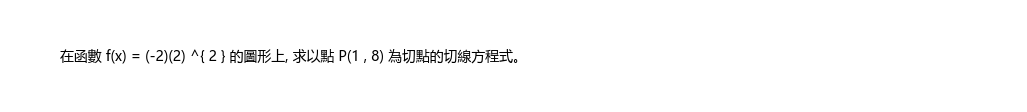 在函數 f(x) = (-2)(2) ^{ 2 } 的圖形上, 求以點 P(1 , 8) 為切點的切線方程式。